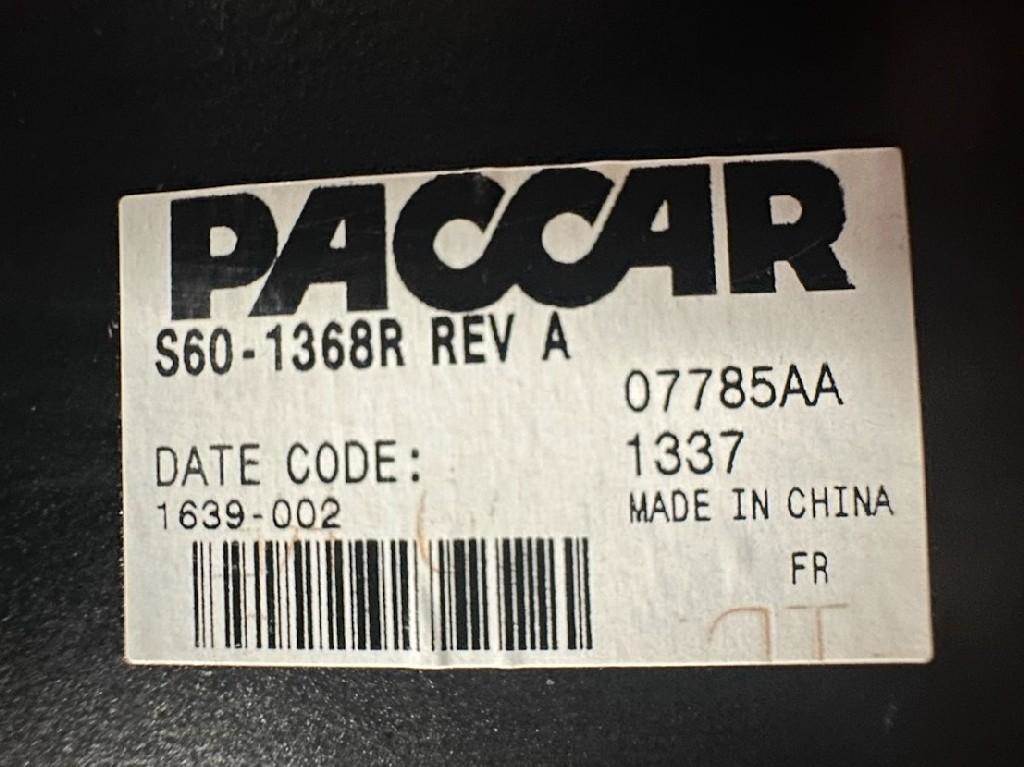 PACCAR
S60-1368R REV A
07785AA
DATE CODE:
1337
1639-002
MADE IN CHINA
FR